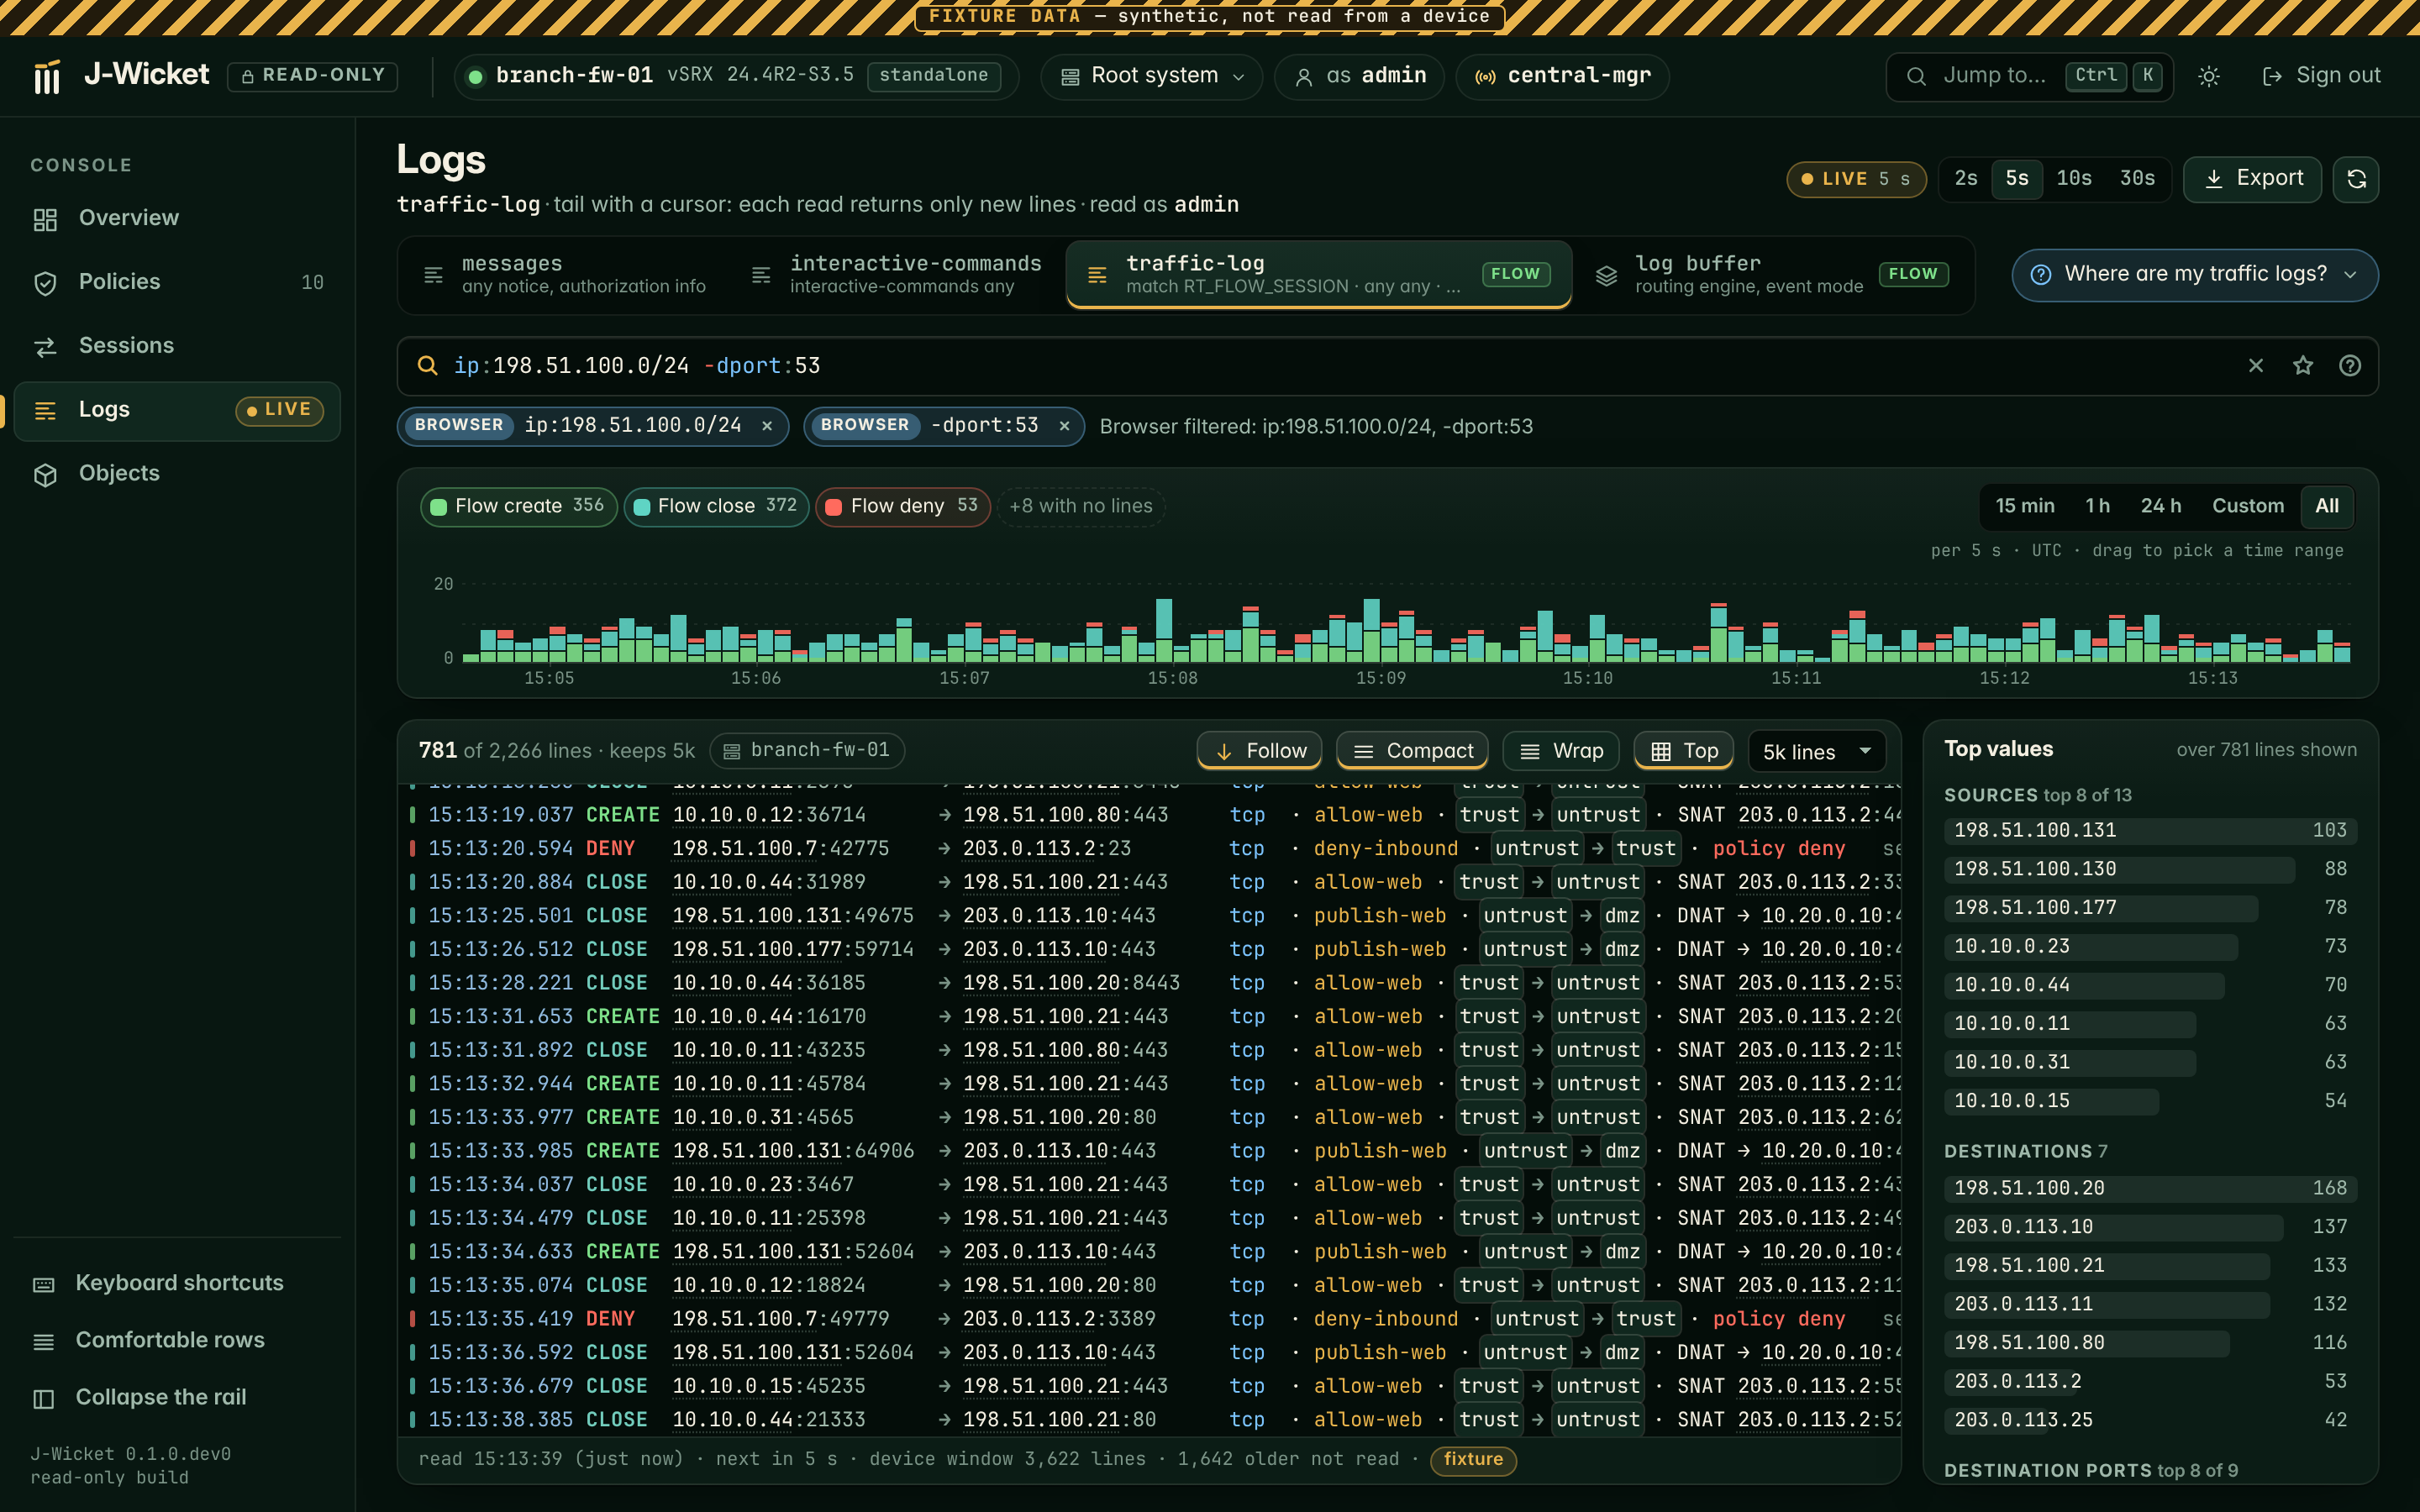 FIXTURE DATA — synthetic, not read from a device
J-Wicket READ-ONLY branch-fw-01 vSRX 24.4R2-S3.5 standalone Root system as admin central-mgr Jump to... Ctrl K Sign out
CONSOLE
Overview
Policies 10
Sessions
Logs LIVE
Objects
Keyboard shortcuts
Comfortable rows
Collapse the rail
J-Wicket 0.1.0.dev0
read-only build
Logs
traffic-log · tail with a cursor: each read returns only new lines · read as admin
LIVE 5 s 2s 5s 10s 30s Export
messages
any notice, authorization info
interactive-commands
interactive-commands any
traffic-log
match RT_FLOW_SESSION · any any · ...
FLOW
log buffer
routing engine, event mode
FLOW
Where are my traffic logs?
ip:198.51.100.0/24 -dport:53
BROWSER ip:198.51.100.0/24 × BROWSER -dport:53 × Browser filtered: ip:198.51.100.0/24, -dport:53
Flow create 356 Flow close 372 Flow deny 53 +8 with no lines
15 min 1 h 24 h Custom All
per 5 s · UTC · drag to pick a time range
20
0
15:05 15:06 15:07 15:08 15:09 15:10 15:11 15:12 15:13
781 of 2,266 lines · keeps 5k branch-fw-01 Follow Compact Wrap Top 5k lines
15:13:19.037 CREATE 10.10.0.12:36714 → 198.51.100.80:443 tcp · allow-web · trust → untrust · SNAT 203.0.113.2:44
15:13:20.594 DENY 198.51.100.7:42775 → 203.0.113.2:23 tcp · deny-inbound · untrust → trust · policy deny se
15:13:20.884 CLOSE 10.10.0.44:31989 → 198.51.100.21:443 tcp · allow-web · trust → untrust · SNAT 203.0.113.2:33
15:13:25.501 CLOSE 198.51.100.131:49675 → 203.0.113.10:443 tcp · publish-web · untrust → dmz · DNAT → 10.20.0.10:4
15:13:26.512 CLOSE 198.51.100.177:59714 → 203.0.113.10:443 tcp · publish-web · untrust → dmz · DNAT → 10.20.0.10:4
15:13:28.221 CLOSE 10.10.0.44:36185 → 198.51.100.20:8443 tcp · allow-web · trust → untrust · SNAT 203.0.113.2:53
15:13:31.653 CREATE 10.10.0.44:16170 → 198.51.100.21:443 tcp · allow-web · trust → untrust · SNAT 203.0.113.2:20
15:13:31.892 CLOSE 10.10.0.11:43235 → 198.51.100.80:443 tcp · allow-web · trust → untrust · SNAT 203.0.113.2:15
15:13:32.944 CREATE 10.10.0.11:45784 → 198.51.100.21:443 tcp · allow-web · trust → untrust · SNAT 203.0.113.2:12
15:13:33.977 CREATE 10.10.0.31:4565 → 198.51.100.20:80 tcp · allow-web · trust → untrust · SNAT 203.0.113.2:62
15:13:33.985 CREATE 198.51.100.131:64906 → 203.0.113.10:443 tcp · publish-web · untrust → dmz · DNAT → 10.20.0.10:4
15:13:34.037 CLOSE 10.10.0.23:3467 → 198.51.100.21:443 tcp · allow-web · trust → untrust · SNAT 203.0.113.2:43
15:13:34.479 CLOSE 10.10.0.11:25398 → 198.51.100.21:443 tcp · allow-web · trust → untrust · SNAT 203.0.113.2:49
15:13:34.633 CREATE 198.51.100.131:52604 → 203.0.113.10:443 tcp · publish-web · untrust → dmz · DNAT → 10.20.0.10:4
15:13:35.074 CLOSE 10.10.0.12:18824 → 198.51.100.20:80 tcp · allow-web · trust → untrust · SNAT 203.0.113.2:11
15:13:35.419 DENY 198.51.100.7:49779 → 203.0.113.2:3389 tcp · deny-inbound · untrust → trust · policy deny se
15:13:36.592 CLOSE 198.51.100.131:52604 → 203.0.113.10:443 tcp · publish-web · untrust → dmz · DNAT → 10.20.0.10:4
15:13:36.679 CLOSE 10.10.0.15:45235 → 198.51.100.21:443 tcp · allow-web · trust → untrust · SNAT 203.0.113.2:55
15:13:38.385 CLOSE 10.10.0.44:21333 → 198.51.100.21:80 tcp · allow-web · trust → untrust · SNAT 203.0.113.2:52
read 15:13:39 (just now) · next in 5 s · device window 3,622 lines · 1,642 older not read · fixture
Top values over 781 lines shown
SOURCES top 8 of 13
198.51.100.131 103
198.51.100.130 88
198.51.100.177 78
10.10.0.23 73
10.10.0.44 70
10.10.0.11 63
10.10.0.31 63
10.10.0.15 54
DESTINATIONS 7
198.51.100.20 168
203.0.113.10 137
198.51.100.21 133
203.0.113.11 132
198.51.100.80 116
203.0.113.2 53
203.0.113.25 42
DESTINATION PORTS top 8 of 9